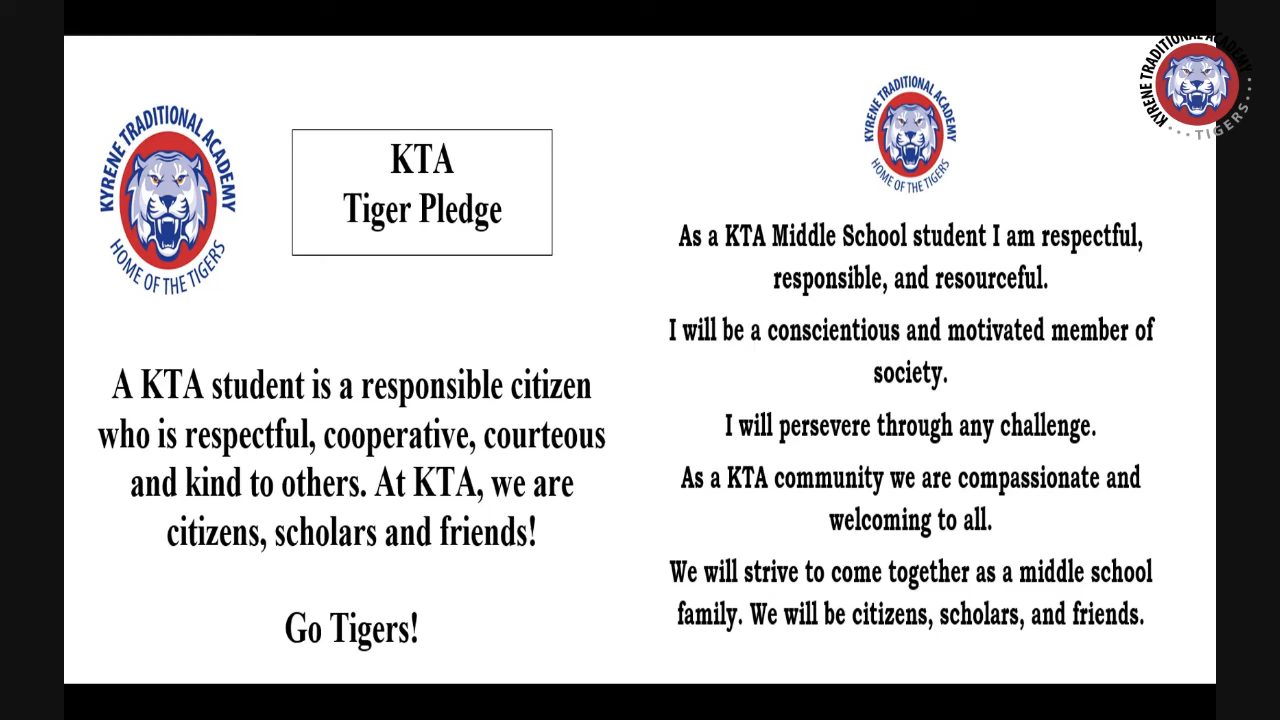 KYRENE TRADITIONAL ACADEMY
HOME OF THE TIGERS
KTA
Tiger Pledge
A KTA student is a responsible citizen
who is respectful, cooperative, courteous
and kind to others. At KTA, we are
citizens, scholars and friends!
Go Tigers!
KYRENE TRADITIONAL ACADEMY
HOME OF THE TIGERS
As a KTA Middle School student I am respectful,
responsible, and resourceful.
I will be a conscientious and motivated member of
society.
I will persevere through any challenge.
As a KTA community we are compassionate and
welcoming to all.
We will strive to come together as a middle school
family. We will be citizens, scholars, and friends.
KYRENE TRADITIONAL ACADEMY
TIGERS